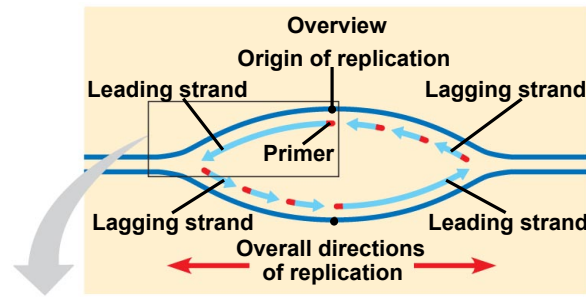 Overview
Origin of replication
Leading strand
Lagging strand
Primer
Lagging strand
Leading strand
Overall directions
of replication